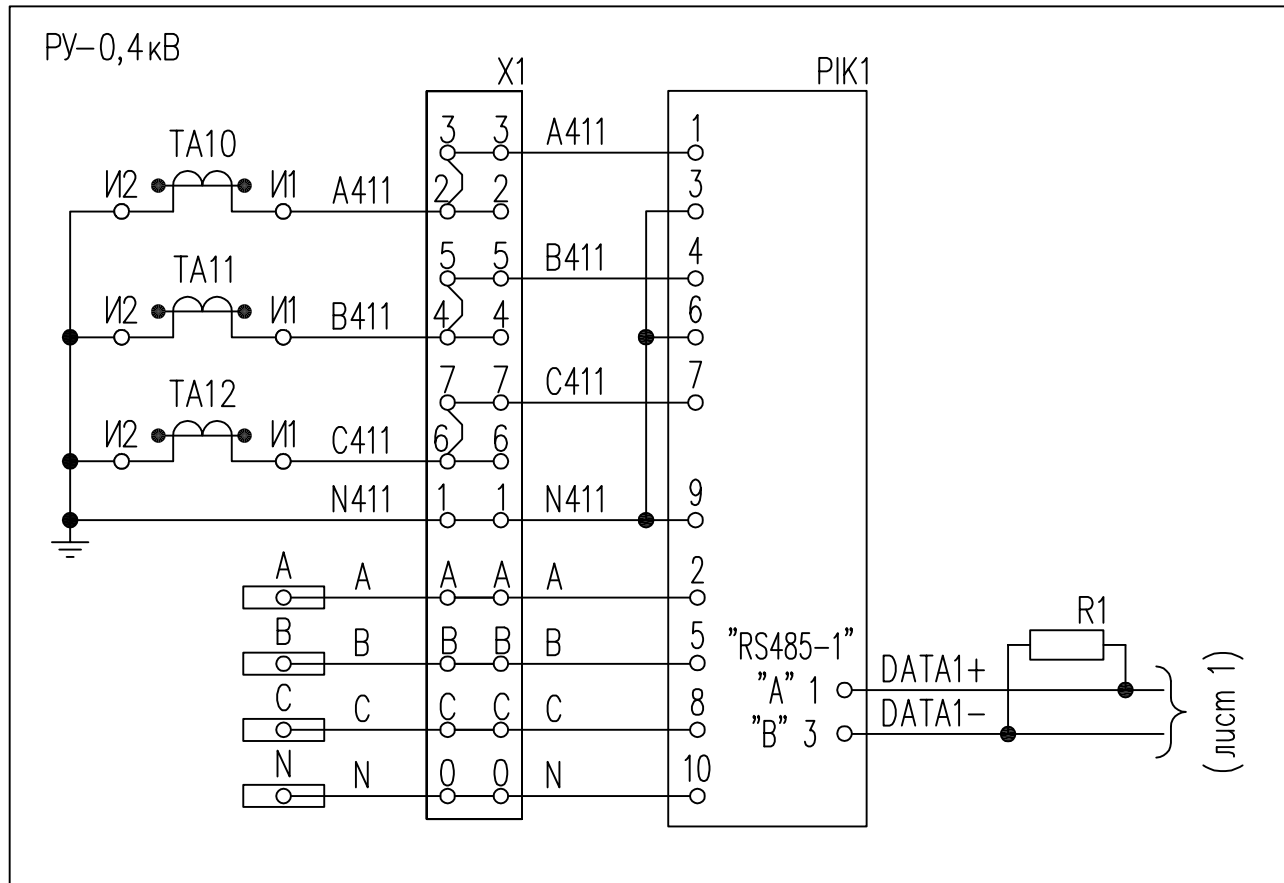 РУ-0,4кВ
X1
PIK1
TA10
И2
И1
A411
3 3
A411
1
2 2
3
TA11
И2
И1
B411
5 5
B411
4
4 4
6
TA12
И2
И1
C411
7 7
C411
7
6 6
N411
1 1
N411
9
A
A
A A
A
2
B
B
B B
B
5
C
C
C C
C
8
N
N
0 0
N
10
"RS485-1"
"A" 1
DATA1+
"B" 3
DATA1-
R1
(лист 1)